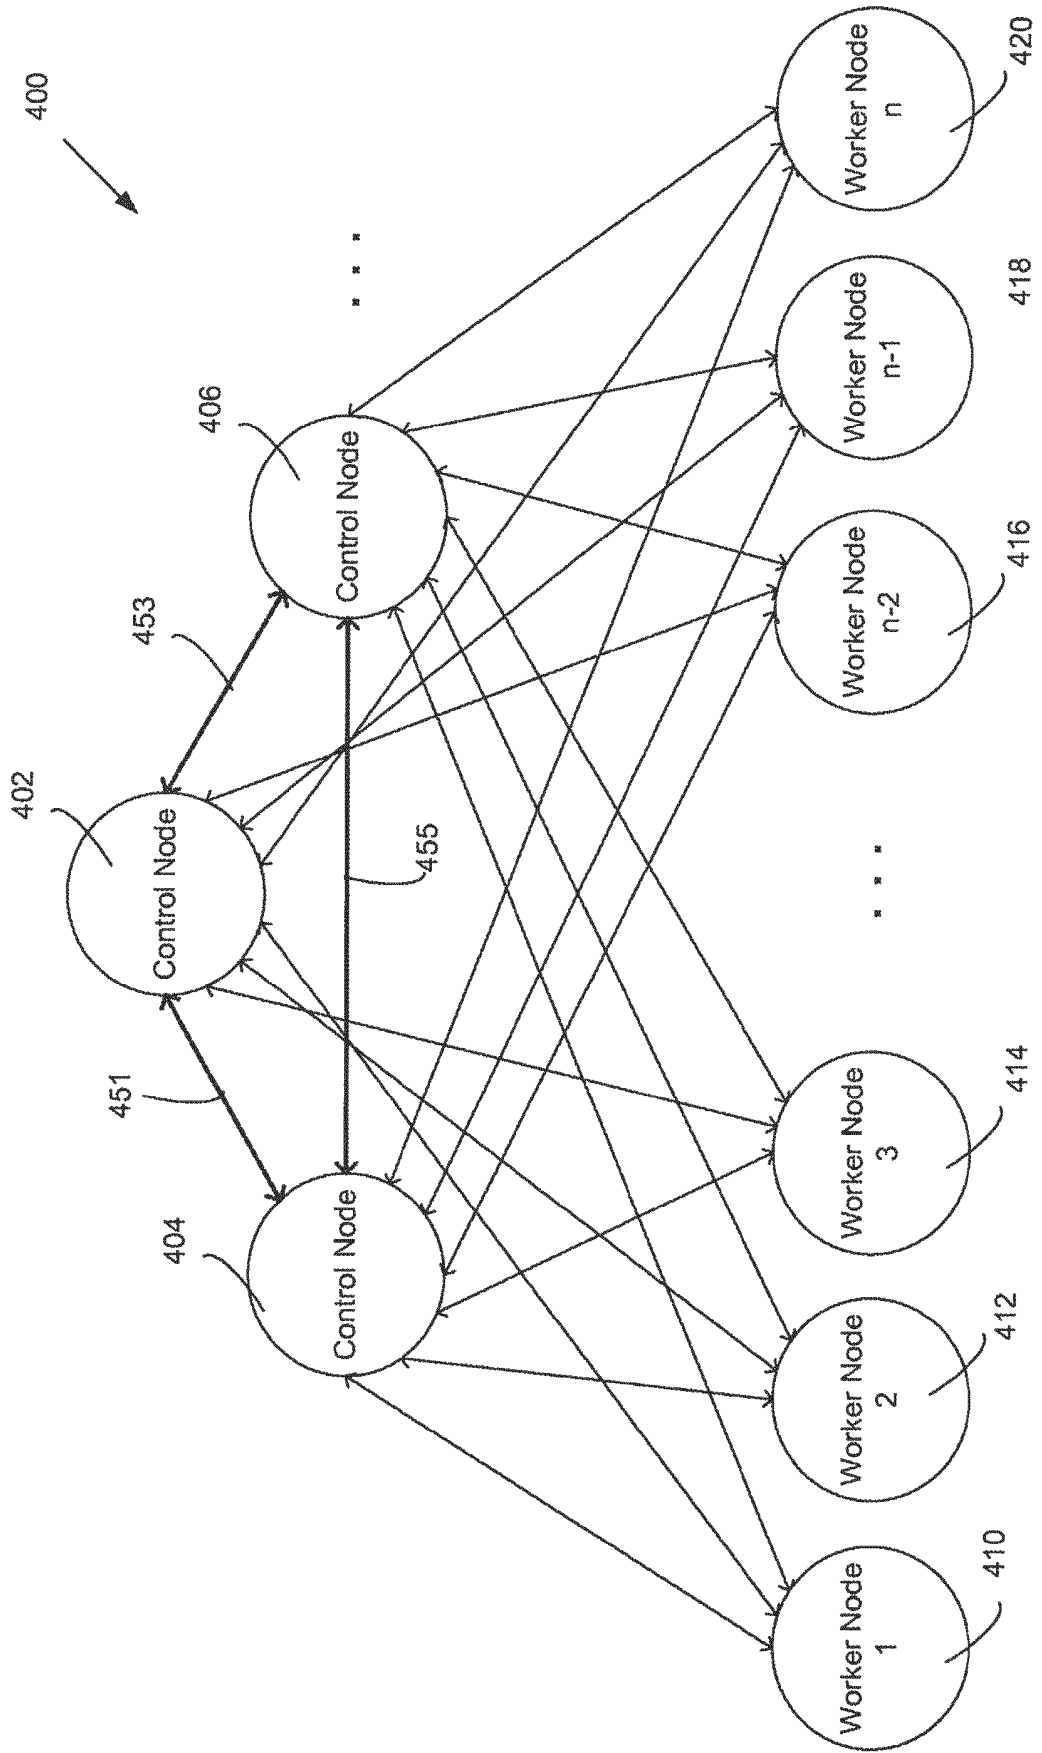 400
402
453
406
451
404
455
Control Node
Control Node
Control Node
Worker Node
1
Worker Node
2
Worker Node
3
. . .
Worker Node
n-2
Worker Node
n-1
Worker Node
n
. . .
410
412
414
416
418
420